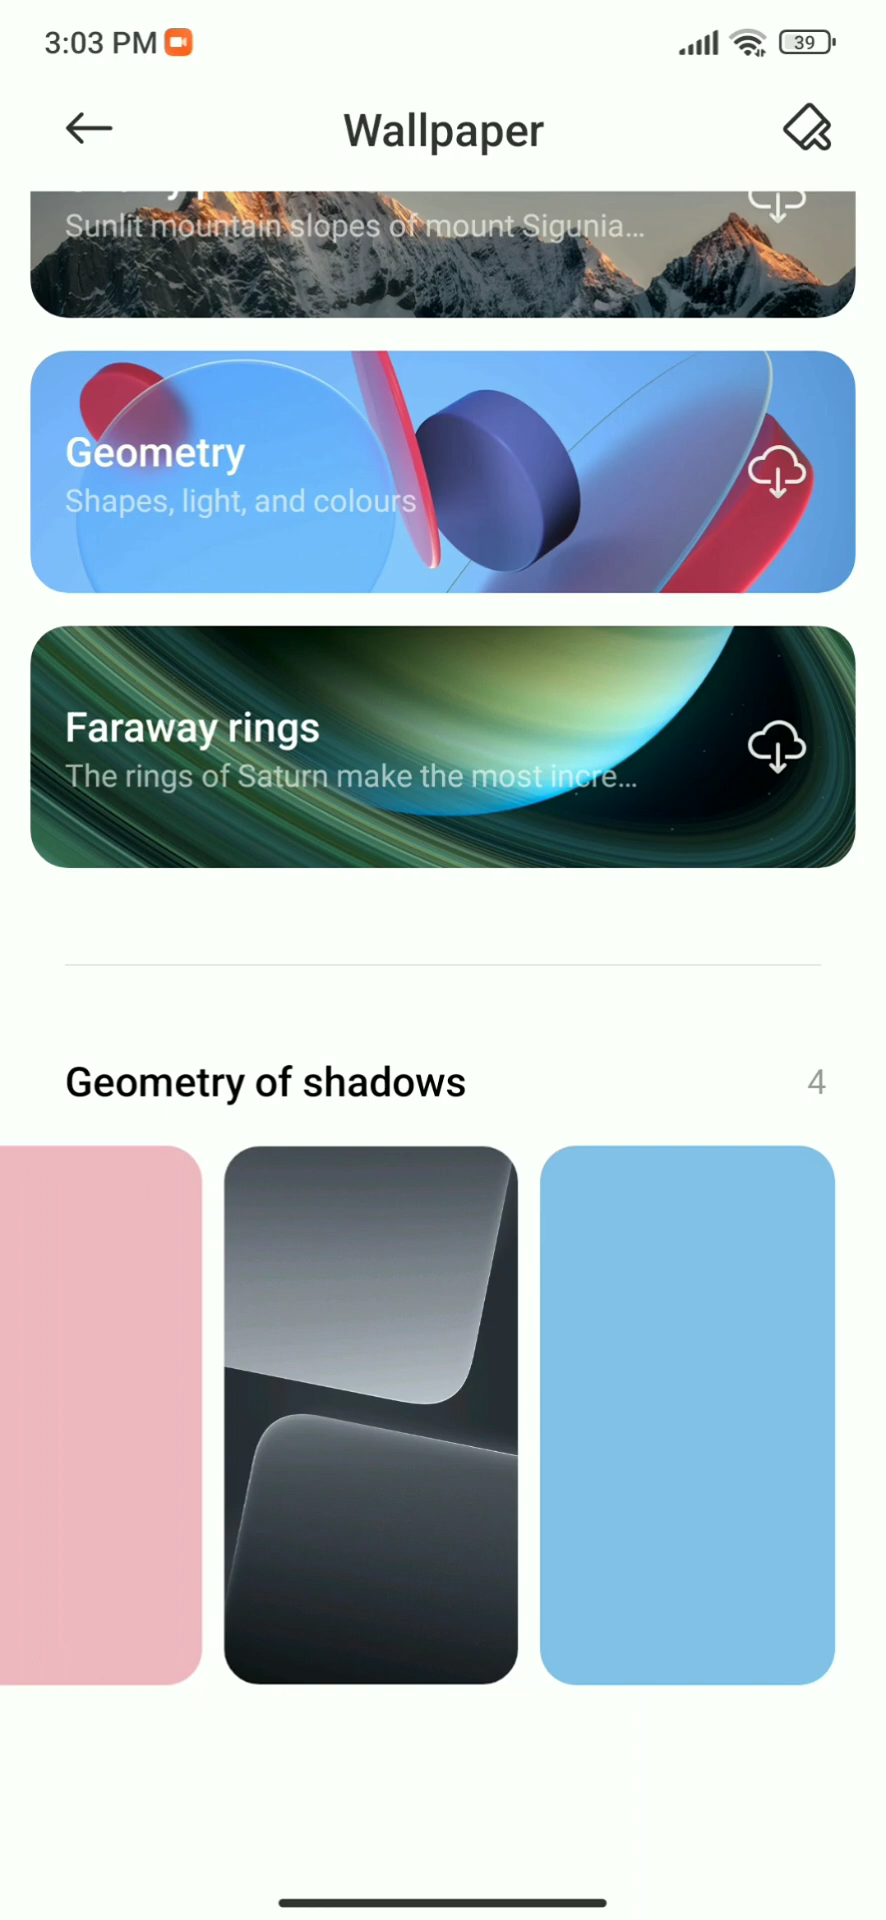 3:03 PM
39
Wallpaper
Sunlit mountain slopes of mount Sigunia...
Geometry
Shapes, light, and colours
Faraway rings
The rings of Saturn make the most incre...
Geometry of shadows
4